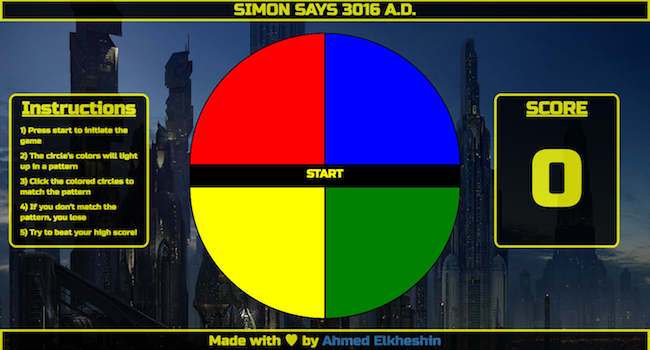 SIMON SAYS 3016 A.D.
Instructions
1) Press start to initiate the
game
2) The circle's colors will light
up in a pattern
3) Click the colored circles to
match the pattern
4) If you don't match the
pattern, you lose
5) Try to beat your high score!
START
SCORE
0
Made with ♥ by Ahmed Elkheshin